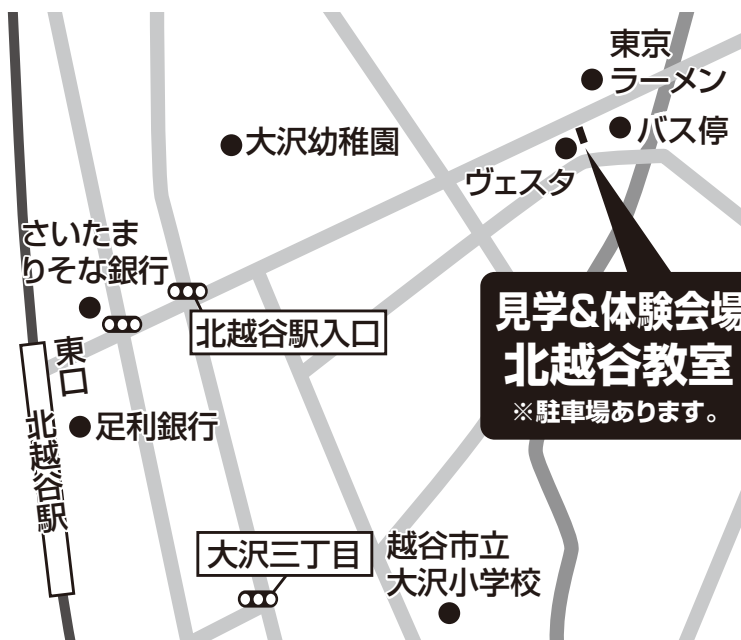 東京
ラーメン
バス停
大沢幼稚園
ヴェスタ
さいたま
りそな銀行
北越谷駅入口
見学&体験会場
北越谷教室
※駐車場あります。
東口
足利銀行
北越谷駅
大沢三丁目
越谷市立
大沢小学校